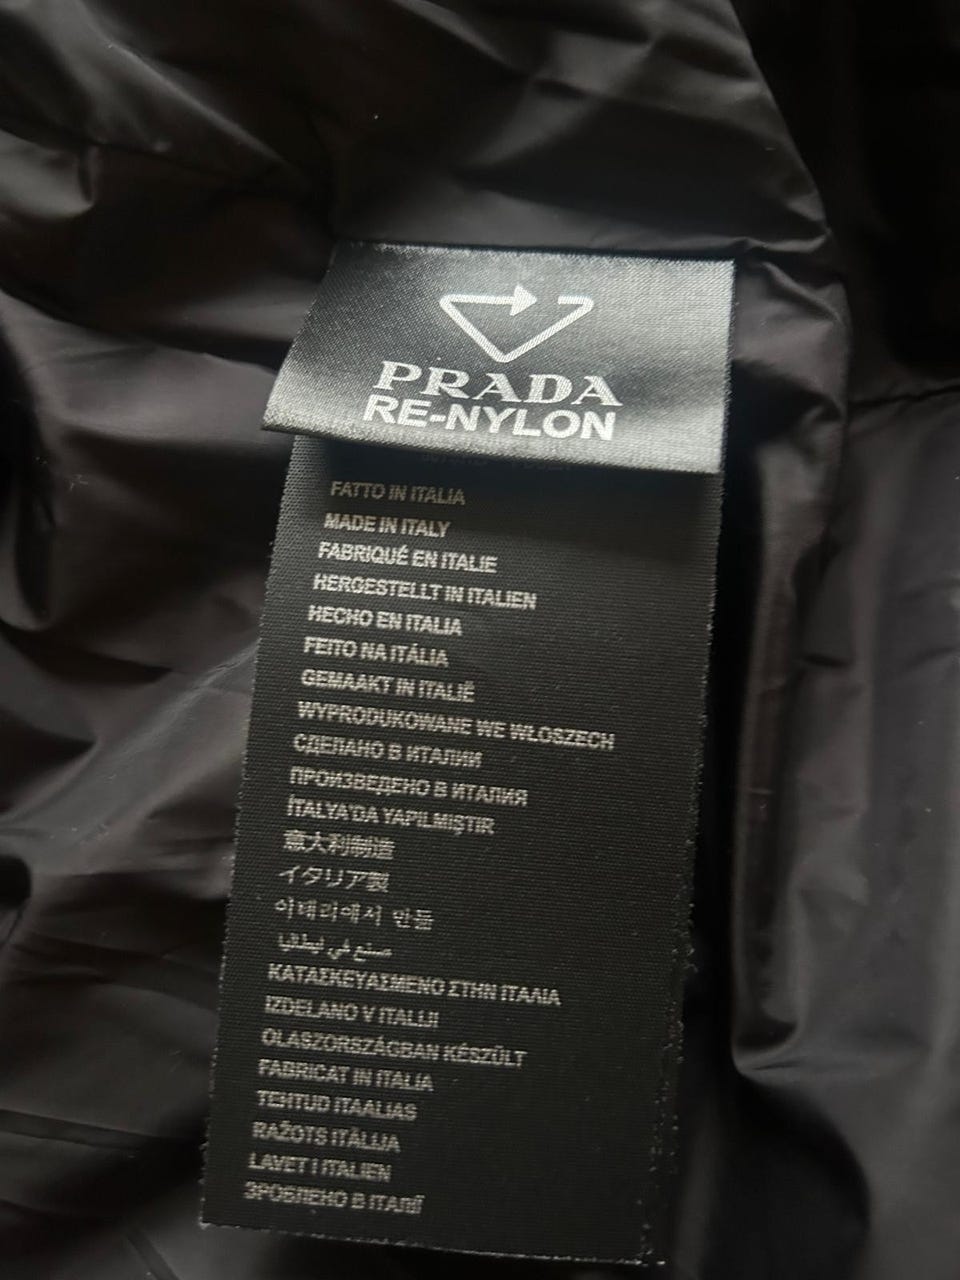 PRADA
RE-NYLON
FATTO IN ITALIA
MADE IN ITALY
FABRIQUÉ EN ITALIE
HERGESTELLT IN ITALIEN
HECHO EN ITALIA
FEITO NA ITÁLIA
GEMAAKT IN ITALIË
WYPRODUKOWANE WE WŁOSZECH
СДЕЛАНО В ИТАЛИИ
ПРОИЗВЕДЕНО В ИТАЛИЯ
İTALYA'DA YAPILMIŞTIR
意大利制造
イタリア製
이태리에서 만듦
صنع في إيطاليا
ΚΑΤΑΣΚΕΥΑΣΜΕΝΟ ΣΤΗΝ ΙΤΑΛΙΑ
IZDELANO V ITALIJI
OLASZORSZÁGBAN KÉSZÜLT
FABRICAT IN ITALIA
TEHTUD ITAALIAS
RAŽOTS ITĀLIJA
LAVET I ITALIEN
ЗРОБЛЕНО В ІТАЛІЇ